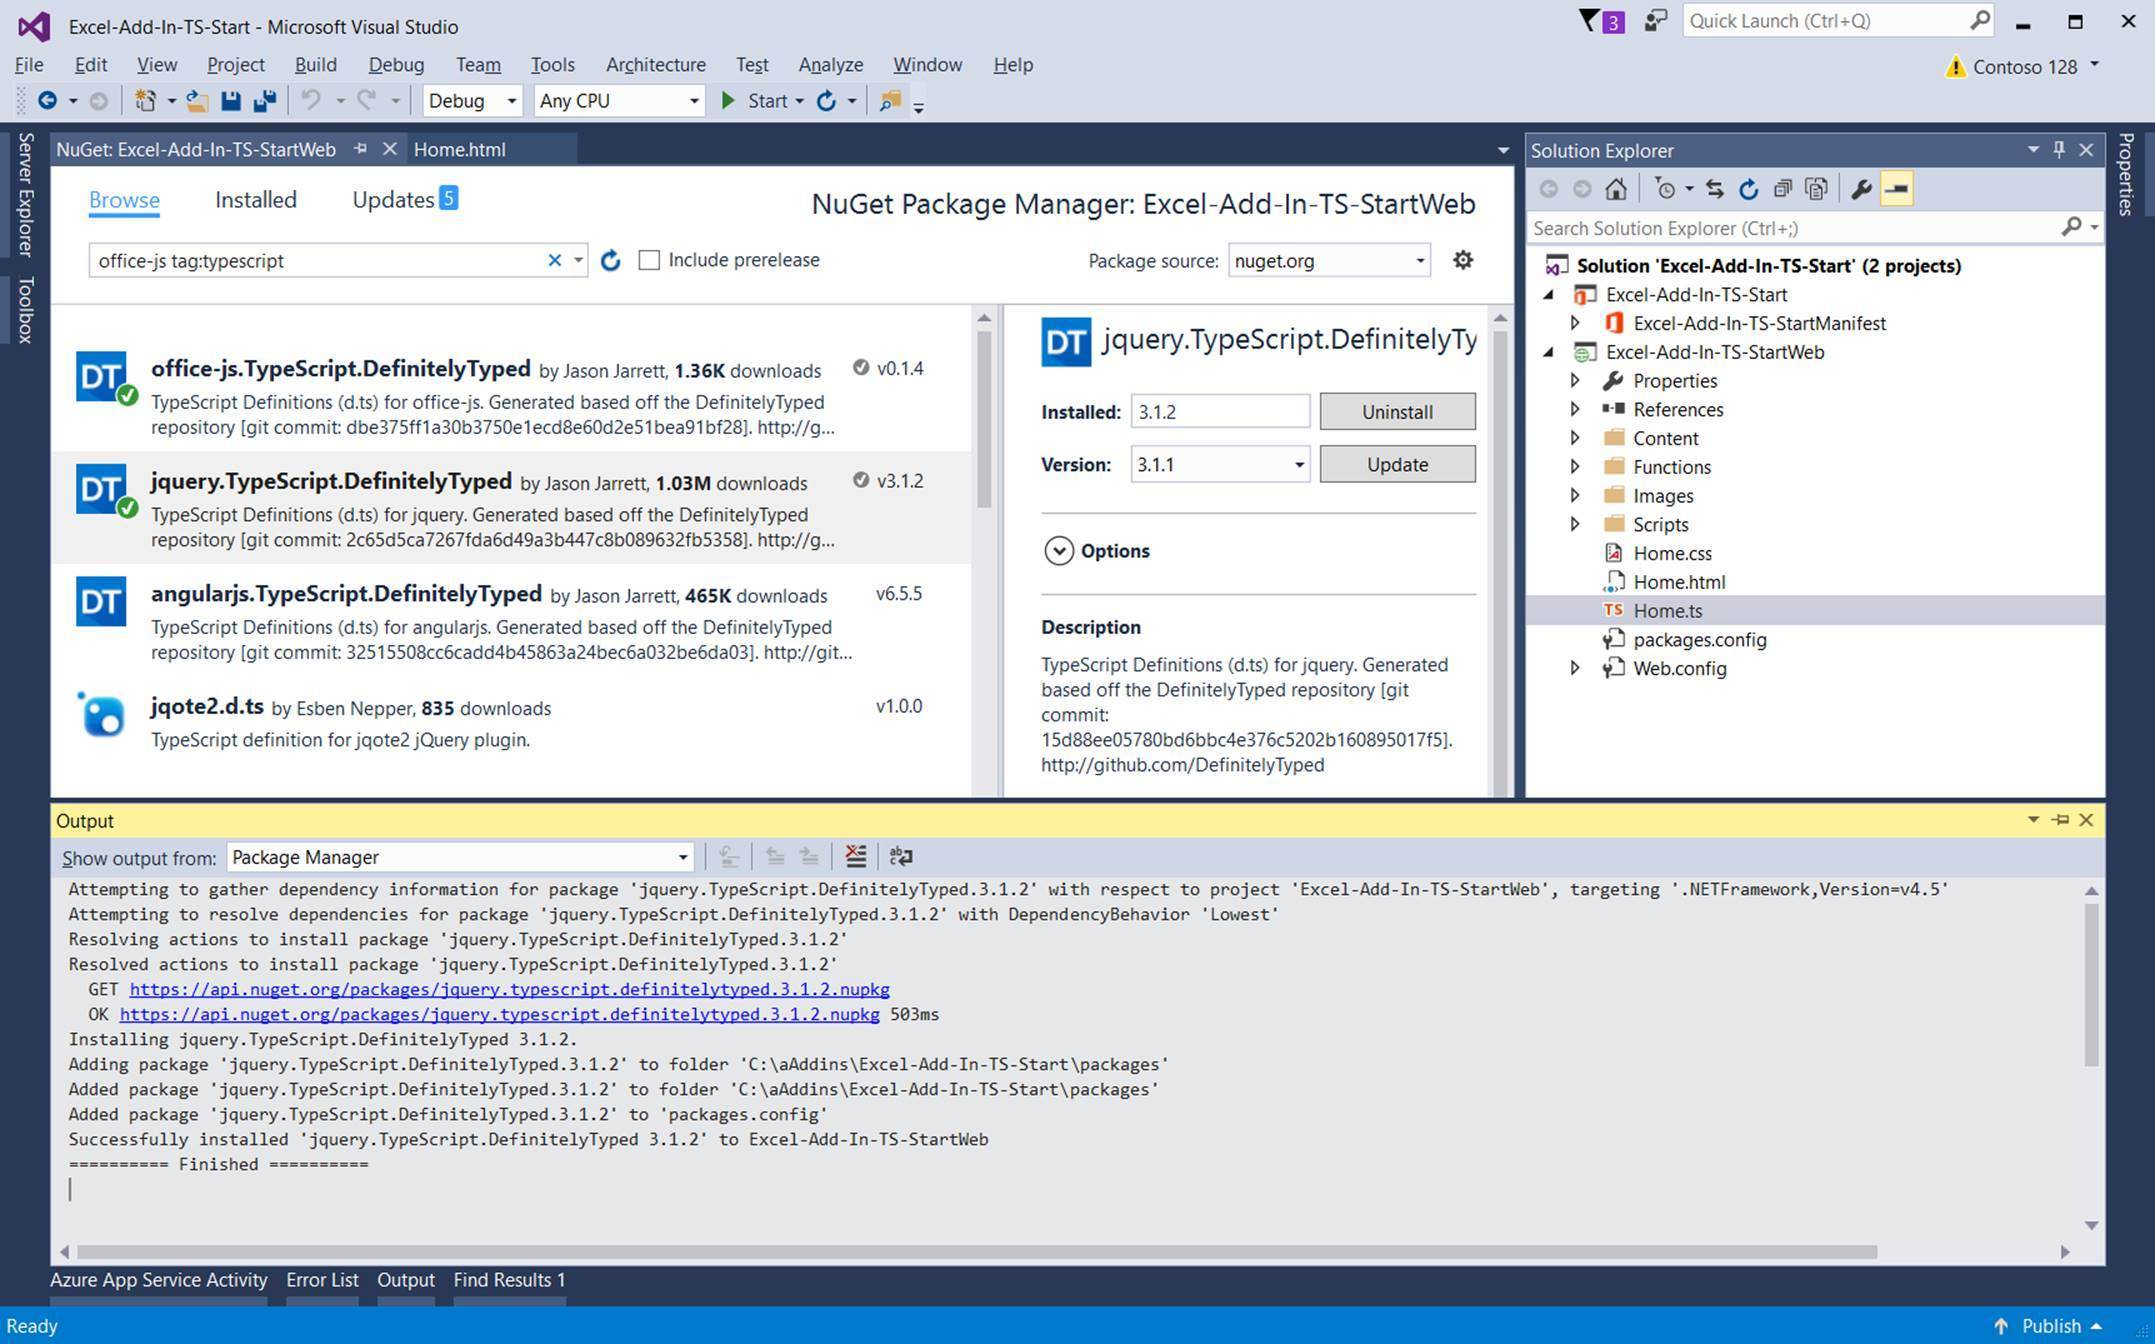 Excel-Add-In-TS-Start - Microsoft Visual Studio
3
Quick Launch (Ctrl+Q)
File Edit View Project Build Debug Team Tools Architecture Test Analyze Window Help
Contoso 128
Debug Any CPU Start
Server Explorer
Toolbox
NuGet: Excel-Add-In-TS-StartWeb Home.html
Browse Installed Updates 5
NuGet Package Manager: Excel-Add-In-TS-StartWeb
office-js tag:typescript
Include prerelease
Package source: nuget.org
DT
office-js.TypeScript.DefinitelyTyped by Jason Jarrett, 1.36K downloads v0.1.4
TypeScript Definitions (d.ts) for office-js. Generated based off the DefinitelyTyped
repository [git commit: dbe375ff1a30b3750e1ecd8e60d2e51bea91bf28]. http://g...
DT
jquery.TypeScript.DefinitelyTyped by Jason Jarrett, 1.03M downloads v3.1.2
TypeScript Definitions (d.ts) for jquery. Generated based off the DefinitelyTyped
repository [git commit: 2c65d5ca7267fda6d49a3b447c8b089632fb5358]. http://g...
DT
angularjs.TypeScript.DefinitelyTyped by Jason Jarrett, 465K downloads v6.5.5
TypeScript Definitions (d.ts) for angularjs. Generated based off the DefinitelyTyped
repository [git commit: 32515508cc6cadd4b45863a24bec6a032be6da03]. http://git...
jqote2.d.ts by Esben Nepper, 835 downloads v1.0.0
TypeScript definition for jqote2 jQuery plugin.
DT
jquery.TypeScript.DefinitelyTy
Installed: 3.1.2 Uninstall
Version: 3.1.1 Update
Options
Description
TypeScript Definitions (d.ts) for jquery. Generated
based off the DefinitelyTyped repository [git
commit:
15d88ee05780bd6bbc4e376c5202b160895017f5].
http://github.com/DefinitelyTyped
Solution Explorer
Search Solution Explorer (Ctrl+;)
Solution 'Excel-Add-In-TS-Start' (2 projects)
Excel-Add-In-TS-Start
Excel-Add-In-TS-StartManifest
Excel-Add-In-TS-StartWeb
Properties
References
Content
Functions
Images
Scripts
Home.css
Home.html
TS Home.ts
packages.config
Web.config
Properties
Output
Show output from: Package Manager
Attempting to gather dependency information for package 'jquery.TypeScript.DefinitelyTyped.3.1.2' with respect to project 'Excel-Add-In-TS-StartWeb', targeting '.NETFramework,Version=v4.5'
Attempting to resolve dependencies for package 'jquery.TypeScript.DefinitelyTyped.3.1.2' with DependencyBehavior 'Lowest'
Resolving actions to install package 'jquery.TypeScript.DefinitelyTyped.3.1.2'
Resolved actions to install package 'jquery.TypeScript.DefinitelyTyped.3.1.2'
GET https://api.nuget.org/packages/jquery.typescript.definitelytyped.3.1.2.nupkg
OK https://api.nuget.org/packages/jquery.typescript.definitelytyped.3.1.2.nupkg 503ms
Installing jquery.TypeScript.DefinitelyTyped 3.1.2.
Adding package 'jquery.TypeScript.DefinitelyTyped.3.1.2' to folder 'C:\aAddins\Excel-Add-In-TS-Start\packages'
Added package 'jquery.TypeScript.DefinitelyTyped.3.1.2' to folder 'C:\aAddins\Excel-Add-In-TS-Start\packages'
Added package 'jquery.TypeScript.DefinitelyTyped.3.1.2' to 'packages.config'
Successfully installed 'jquery.TypeScript.DefinitelyTyped 3.1.2' to Excel-Add-In-TS-StartWeb
========== Finished ==========
Azure App Service Activity Error List Output Find Results 1
Ready
Publish